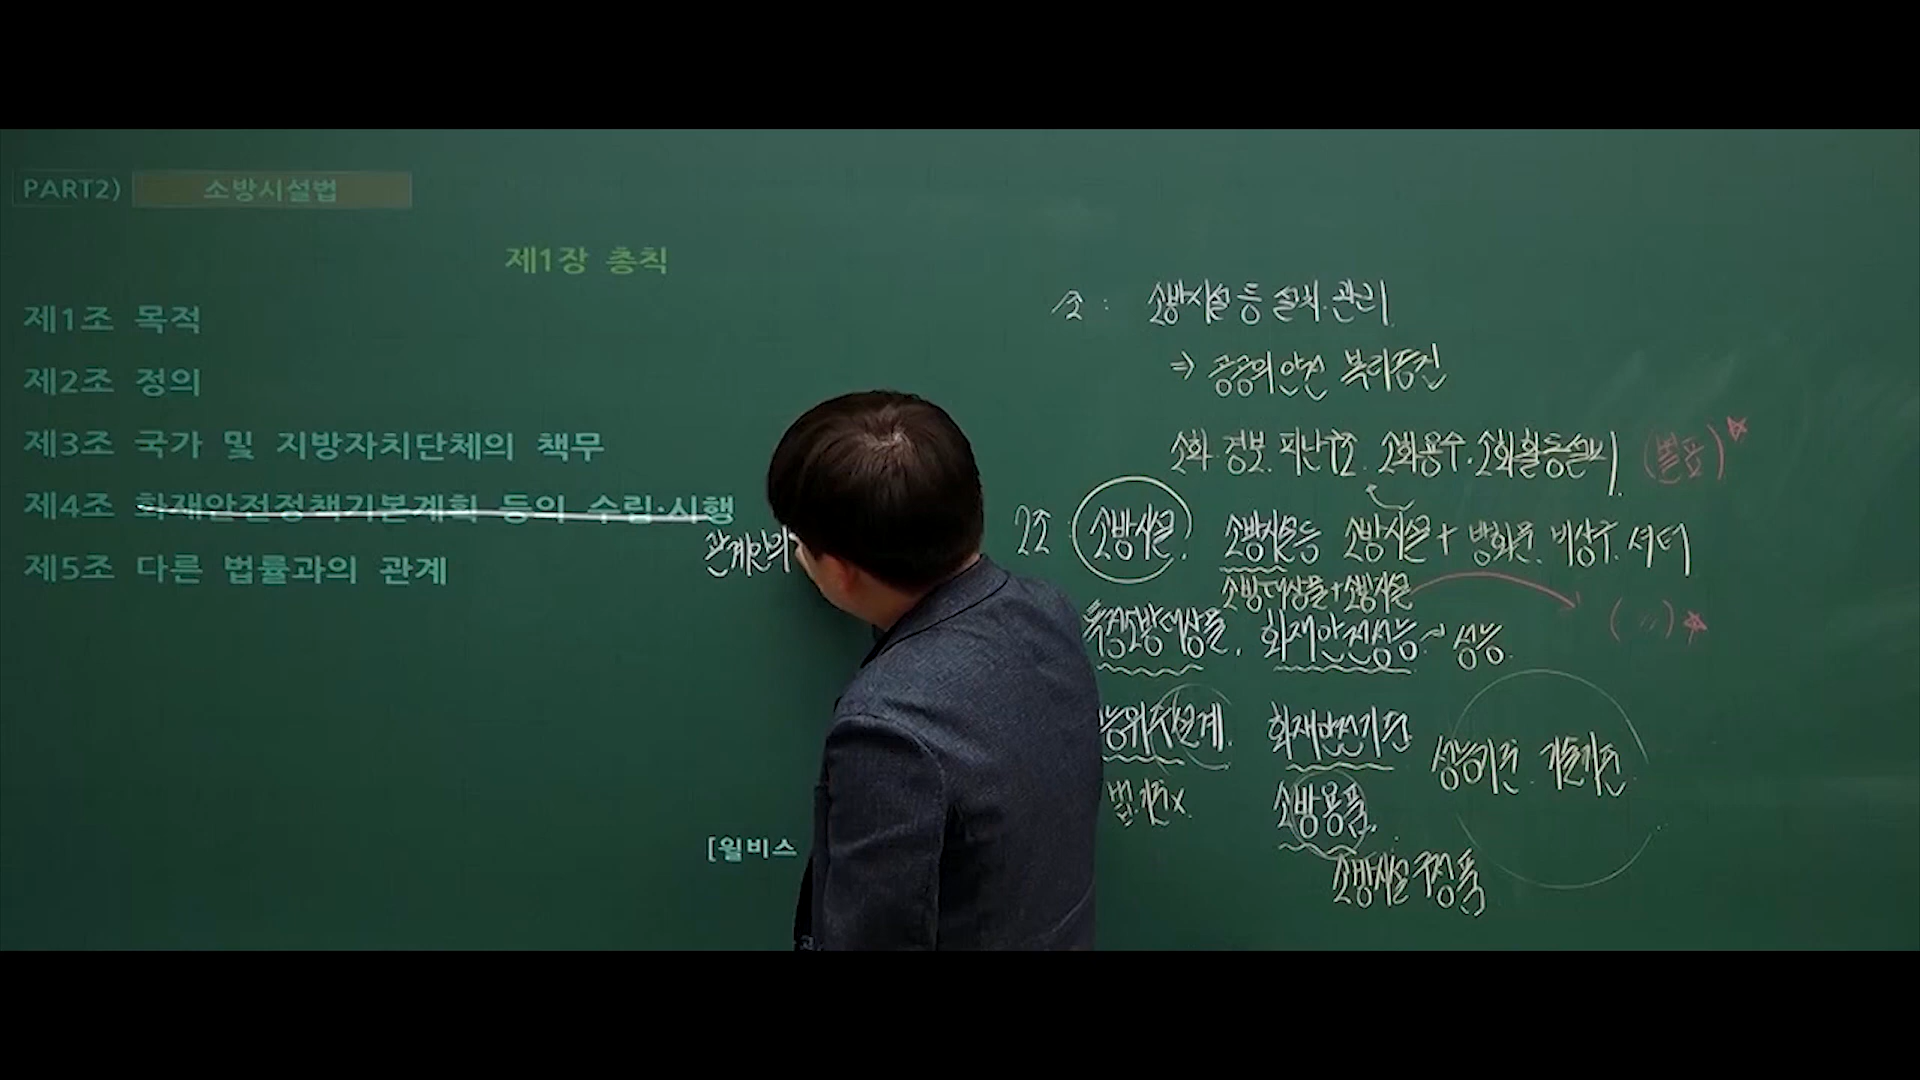 PART2) 소방시설법
제1장 총칙
제1조 목적
제2조 정의
제3조 국가 및 지방자치단체의 책무
제4조 화재안전정책기본계획 등의 수립·시행
관계인의
제5조 다른 법률과의 관계
[윌비스
조 : 소방시설 등 설치·관리
⇒ 공공의 안전 복리증진
소화 경보 피난구조 소화용수·소화활동설비 (별표)☆
2조 소방시설, 소방시설등 소방시설 + 방화문 비상구 셔터
소방대상물+소방시설 ( 〃 )☆
특정소방대상물, 화재안전성능 성능
능위주설계, 화재안전기준 성능기준 기술기준
법 기준X 소방용품,
소방시설 구성품